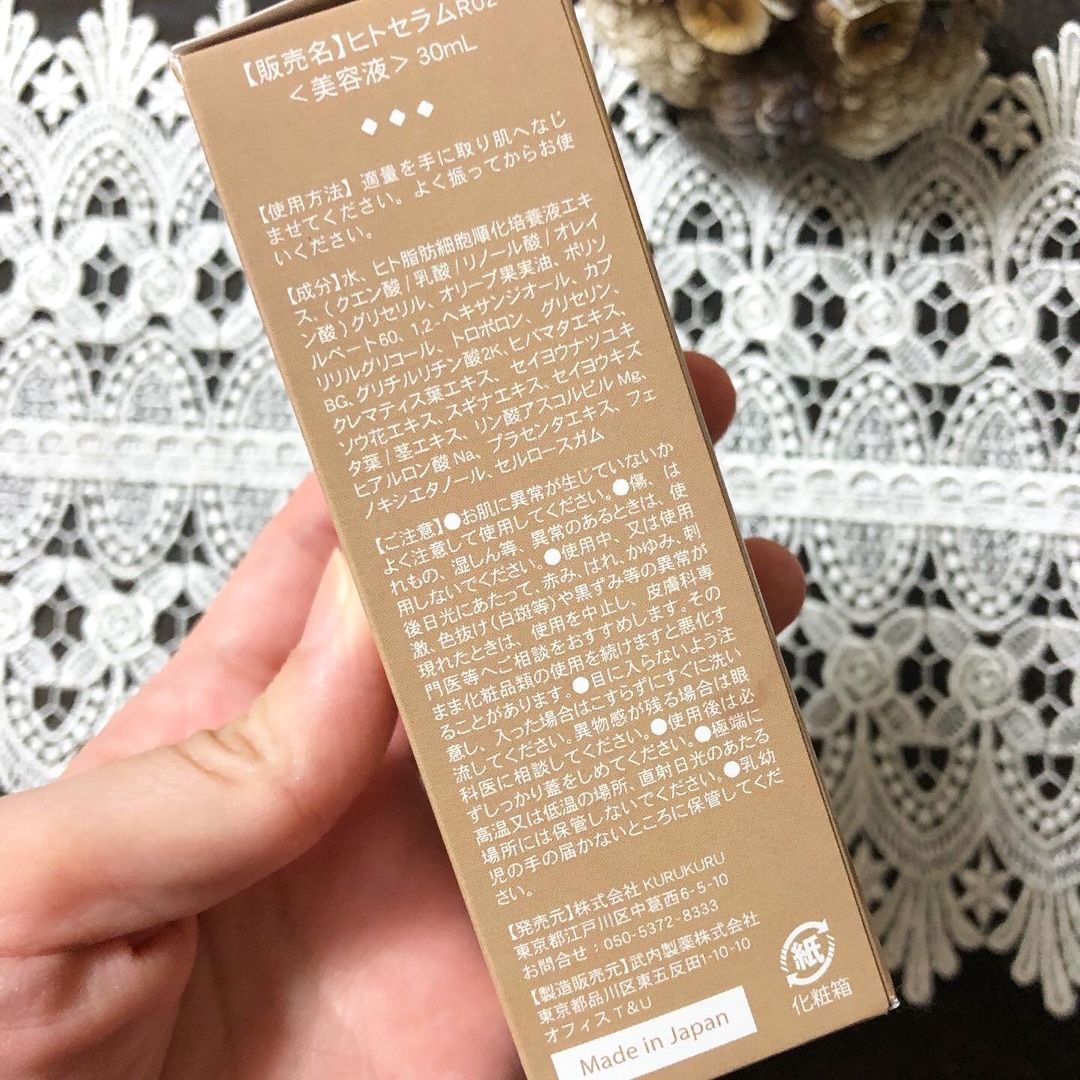 【販売名】ヒトセラムR02
＜美容液＞ 30mL
【使用方法】適量を手に取り肌へなじ
ませてください。よく振ってからお使
いください。
【成分】水、ヒト脂肪細胞順化培養液エキ
ス、(クエン酸/乳酸/リノール酸/オレイ
ン酸)グリセリル、オリーブ果実油、ポリソ
ルベート60、1,2-ヘキサンジオール、カプ
リリルグリコール、トロポロン、グリセリン、
BG、グリチルリチン酸2K、ヒバマタエキス、
クレマティス葉エキス、セイヨウナツユキ
ソウ花エキス、スギナエキス、セイヨウキズ
タ葉/茎エキス、リン酸アスコルビルMg、
ヒアルロン酸Na、プラセンタエキス、フェ
ノキシエタノール、セルロースガム
【ご注意】●お肌に異常が生じていないか
よく注意して使用してください。●傷、は
れもの、湿しん等、異常のあるときは、使
用しないでください。●使用中、又は使用
後日光にあたって、赤み、はれ、かゆみ、刺
激、色抜け(白斑等)や黒ずみ等の異常が
現れたときは、使用を中止し、皮膚科専
門医等へご相談をおすすめします。その
まま化粧品類の使用を続けますと悪化す
ることがあります。●目に入らないよう注
意し、入った場合はこすらずにすぐに洗い
流してください。異物感が残る場合は眼
科医に相談してください。●使用後は必
ずしっかり蓋をしめてください。●極端に
高温又は低温の場所、直射日光のあたる
場所には保管しないでください。●乳幼
児の手の届かないところに保管してくだ
さい。
【発売元】株式会社 KURUKURU
東京都江戸川区中葛西6-5-10
お問合せ：050-5372-8333
【製造販売元】武内製薬株式会社
東京都品川区東五反田1-10-10
オフィスT&U
Made in Japan
紙
化粧箱